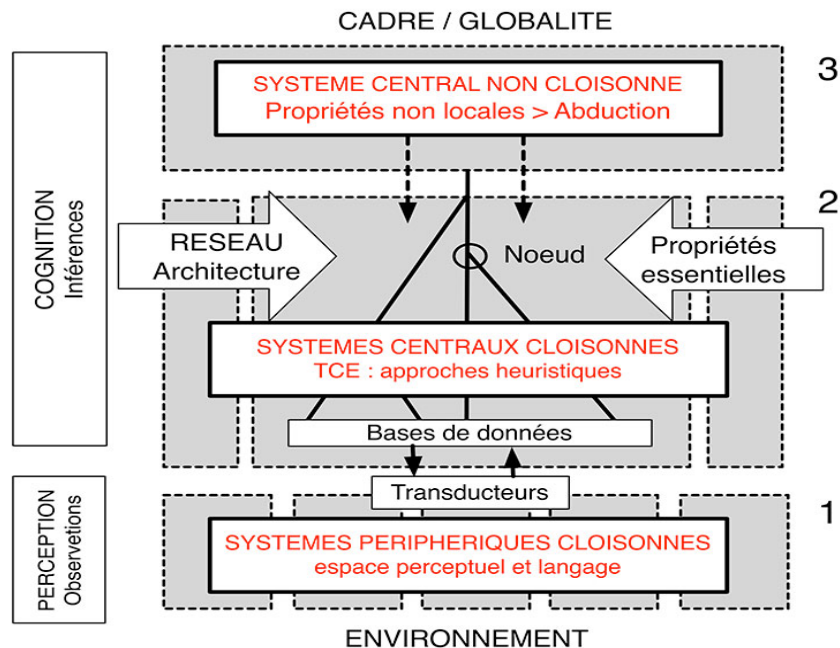 CADRE / GLOBALITE
3
SYSTEME CENTRAL NON CLOISONNE
Propriétés non locales > Abduction
COGNITION
Inférences
2
RESEAU
Architecture
Noeud
Propriétés
essentielles
SYSTEMES CENTRAUX CLOISONNES
TCE : approches heuristiques
Bases de données
Transducteurs
PERCEPTION
Observetions
1
SYSTEMES PERIPHERIQUES CLOISONNES
espace perceptuel et langage
ENVIRONNEMENT